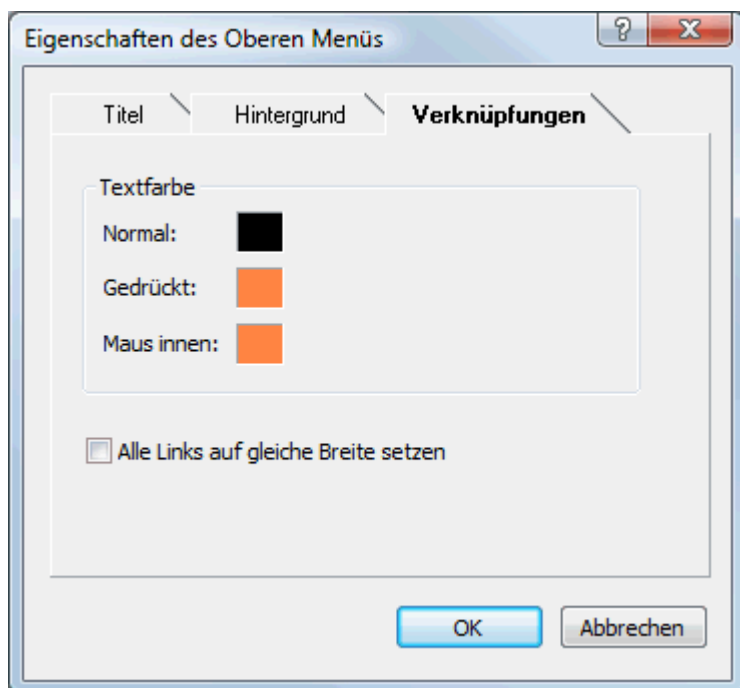 Eigenschaften des Oberen Menüs
Titel Hintergrund Verknüpfungen
Textfarbe
Normal:
Gedrückt:
Maus innen:
Alle Links auf gleiche Breite setzen
OK Abbrechen